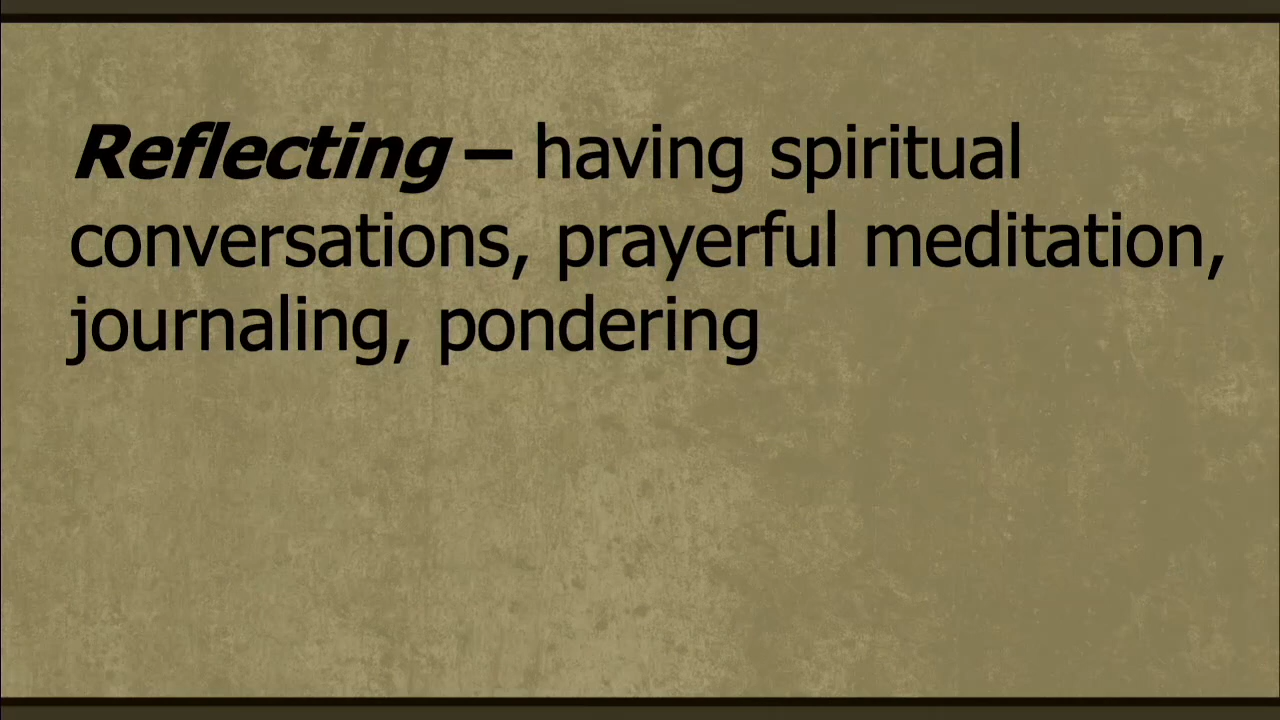 Reflecting – having spiritual
conversations, prayerful meditation,
journaling, pondering